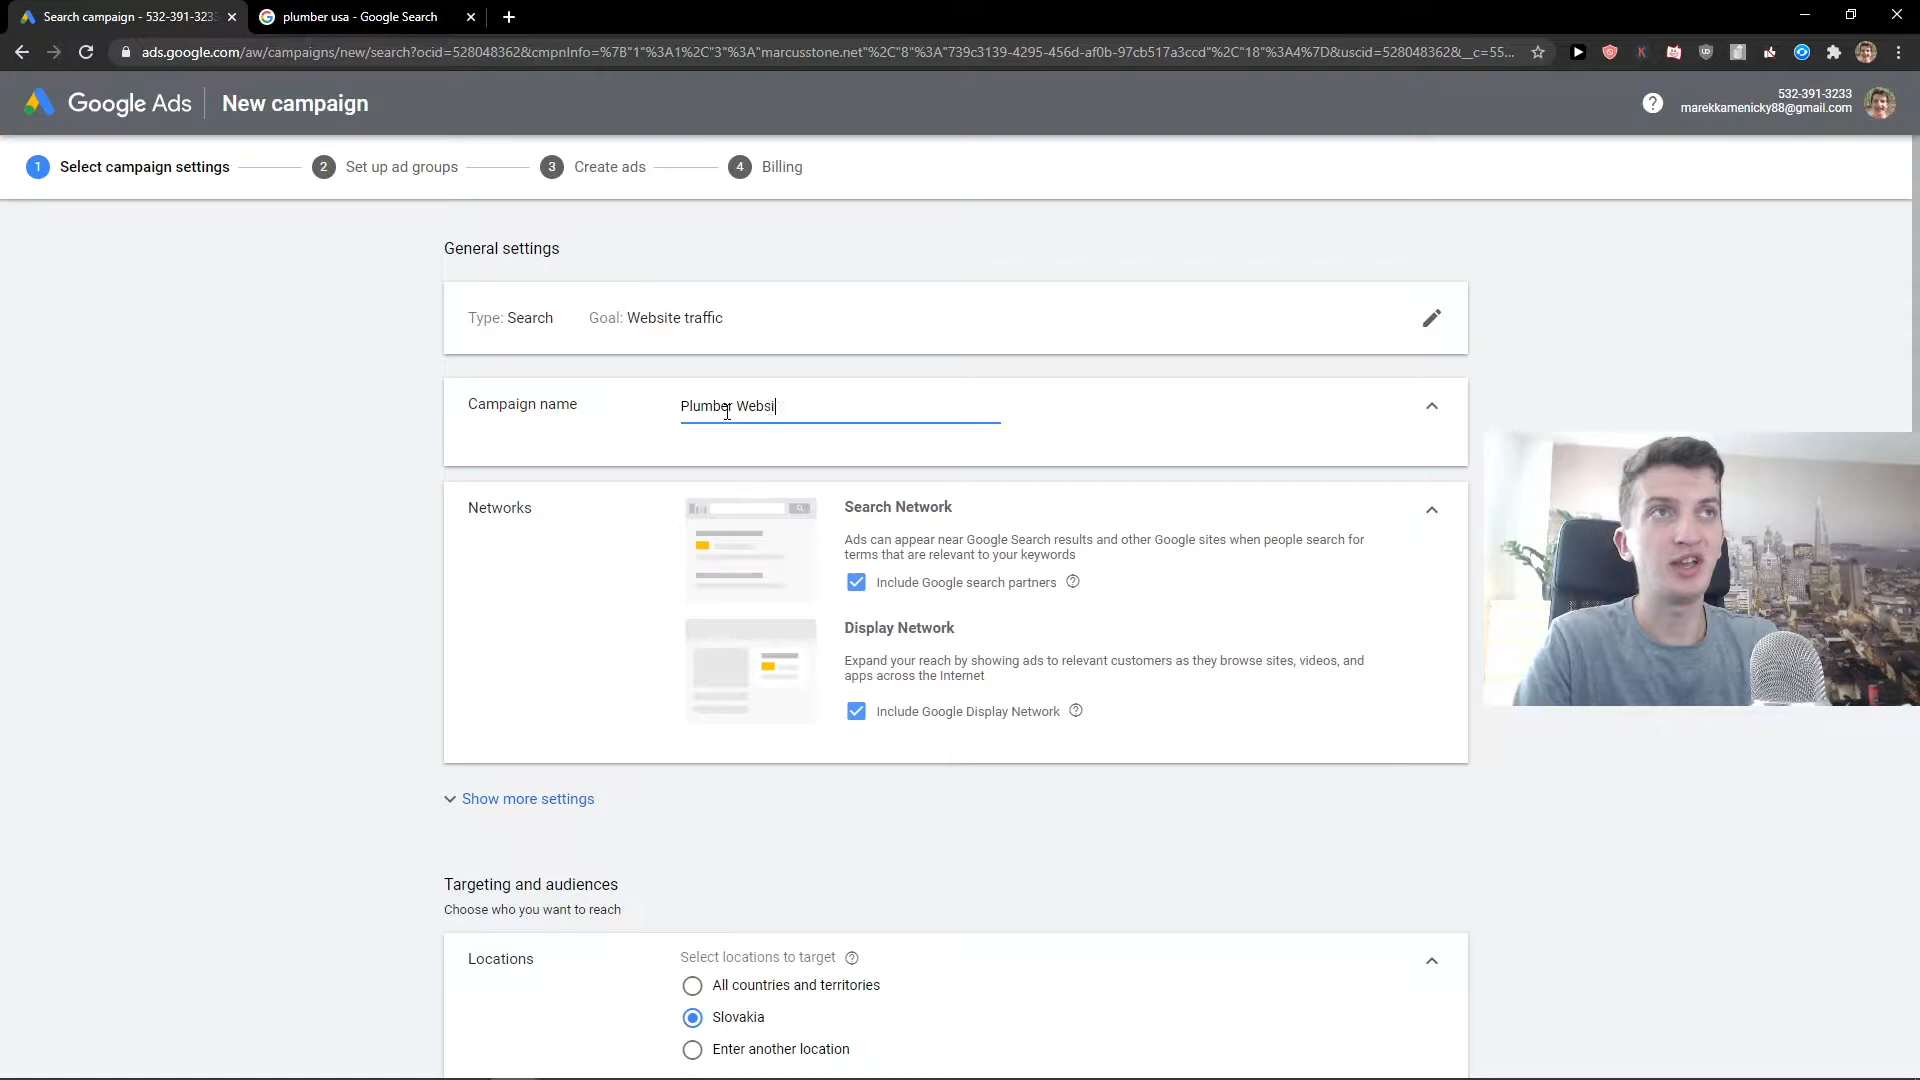 Search campaign - 532-391-3233
plumber usa - Google Search
ads.google.com/aw/campaigns/new/search?ocid=528048362&cmpnInfo=%7B"1"%3A1%2C"3"%3A"marcusstone.net"%2C"8"%3A"739c3139-4295-456d-af0b-97cb517a3ccd"%2C"18"%3A4%7D&uscid=528048362&__c=55...
Google Ads New campaign
532-391-3233
marekkamenicky88@gmail.com
1 Select campaign settings 2 Set up ad groups 3 Create ads 4 Billing
General settings
Type: Search Goal: Website traffic
Campaign name Plumber Websi
Networks
Search Network
Ads can appear near Google Search results and other Google sites when people search for
terms that are relevant to your keywords
Include Google search partners
Display Network
Expand your reach by showing ads to relevant customers as they browse sites, videos, and
apps across the Internet
Include Google Display Network
Show more settings
Targeting and audiences
Choose who you want to reach
Locations
Select locations to target
All countries and territories
Slovakia
Enter another location